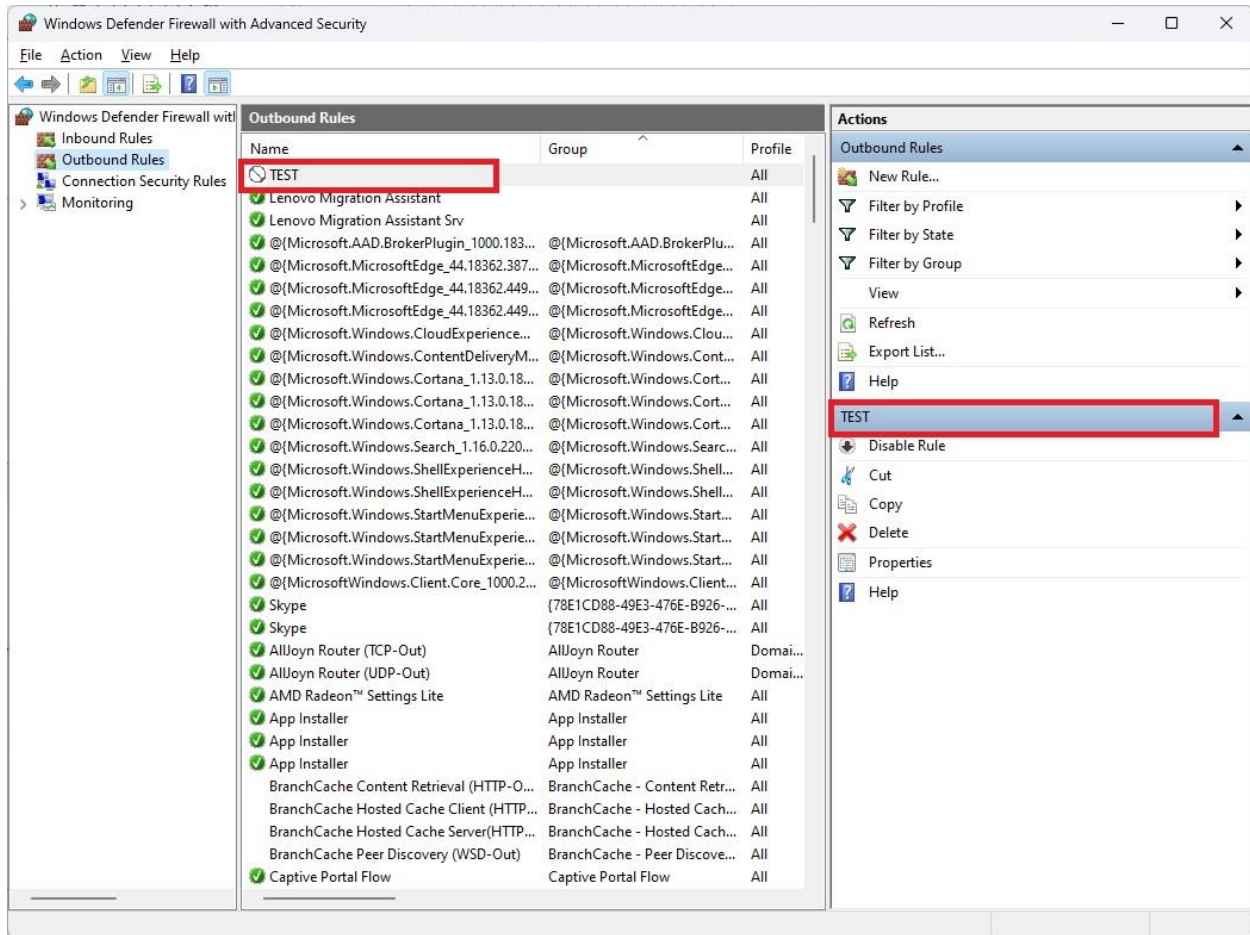 Windows Defender Firewall with Advanced Security
File Action View Help
Windows Defender Firewall witl
Inbound Rules
Outbound Rules
Connection Security Rules
Monitoring
Outbound Rules
Name Group Profile
TEST All
Lenovo Migration Assistant All
Lenovo Migration Assistant Srv All
@{Microsoft.AAD.BrokerPlugin_1000.183... @{Microsoft.AAD.BrokerPlu... All
@{Microsoft.MicrosoftEdge_44.18362.387... @{Microsoft.MicrosoftEdge... All
@{Microsoft.MicrosoftEdge_44.18362.449... @{Microsoft.MicrosoftEdge... All
@{Microsoft.MicrosoftEdge_44.18362.449... @{Microsoft.MicrosoftEdge... All
@{Microsoft.Windows.CloudExperience... @{Microsoft.Windows.Clou... All
@{Microsoft.Windows.ContentDeliveryM... @{Microsoft.Windows.Cont... All
@{Microsoft.Windows.Cortana_1.13.0.18... @{Microsoft.Windows.Cort... All
@{Microsoft.Windows.Cortana_1.13.0.18... @{Microsoft.Windows.Cort... All
@{Microsoft.Windows.Cortana_1.13.0.18... @{Microsoft.Windows.Cort... All
@{Microsoft.Windows.Search_1.16.0.220... @{Microsoft.Windows.Searc... All
@{Microsoft.Windows.ShellExperienceH... @{Microsoft.Windows.Shell... All
@{Microsoft.Windows.ShellExperienceH... @{Microsoft.Windows.Shell... All
@{Microsoft.Windows.StartMenuExperie... @{Microsoft.Windows.Start... All
@{Microsoft.Windows.StartMenuExperie... @{Microsoft.Windows.Start... All
@{Microsoft.Windows.StartMenuExperie... @{Microsoft.Windows.Start... All
@{MicrosoftWindows.Client.Core_1000.2... @{MicrosoftWindows.Client... All
Skype {78E1CD88-49E3-476E-B926-... All
Skype {78E1CD88-49E3-476E-B926-... All
AllJoyn Router (TCP-Out) AllJoyn Router Domai...
AllJoyn Router (UDP-Out) AllJoyn Router Domai...
AMD Radeon™ Settings Lite AMD Radeon™ Settings Lite All
App Installer App Installer All
App Installer App Installer All
App Installer App Installer All
BranchCache Content Retrieval (HTTP-O... BranchCache - Content Retr... All
BranchCache Hosted Cache Client (HTTP... BranchCache - Hosted Cach... All
BranchCache Hosted Cache Server(HTTP... BranchCache - Hosted Cach... All
BranchCache Peer Discovery (WSD-Out) BranchCache - Peer Discove... All
Captive Portal Flow Captive Portal Flow All
Actions
Outbound Rules
New Rule...
Filter by Profile
Filter by State
Filter by Group
View
Refresh
Export List...
Help
TEST
Disable Rule
Cut
Copy
Delete
Properties
Help